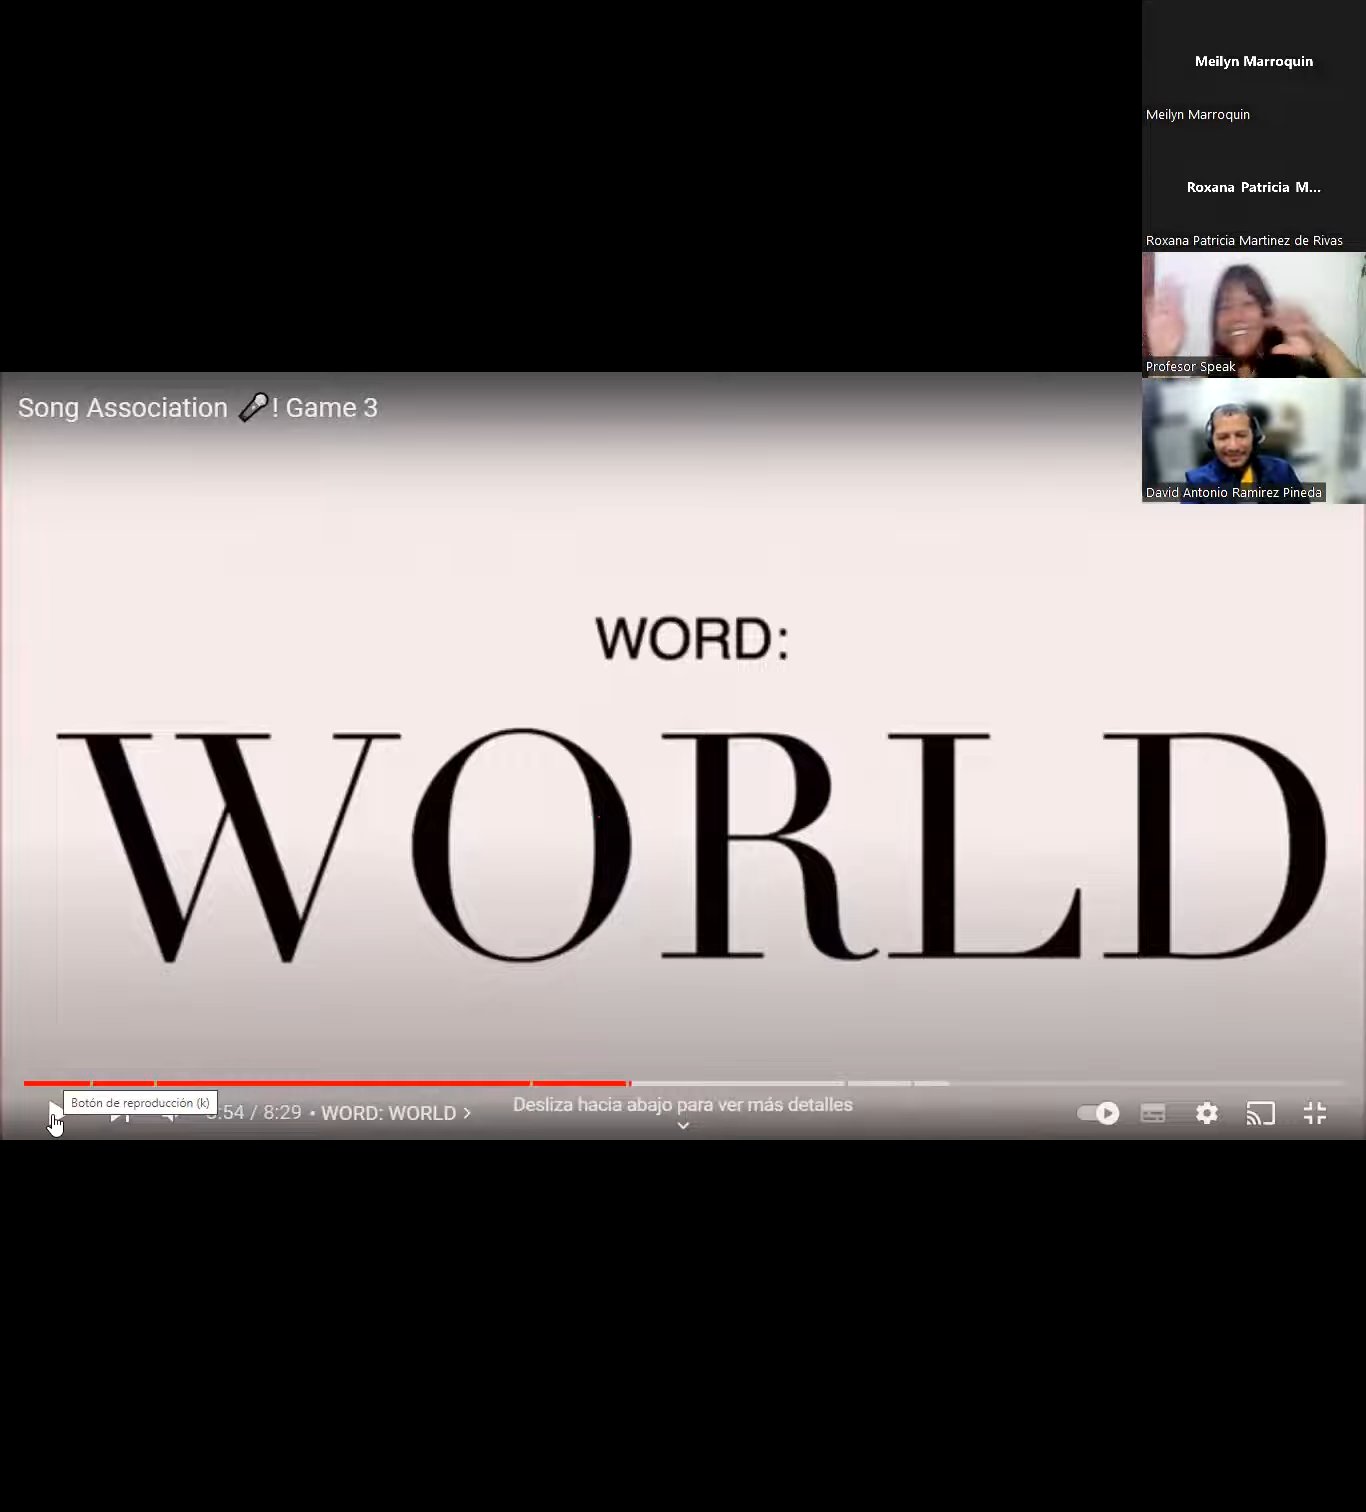 Meilyn Marroquin
Meilyn Marroquin
Roxana Patricia M...
Roxana Patricia Martinez de Rivas
Profesor Speak
David Antonio Ramirez Pineda
Song Association 🎤! Game 3
WORD:
WORLD
Botón de reproducción (k)
:54 / 8:29 • WORD: WORLD >
Desliza hacia abajo para ver más detalles